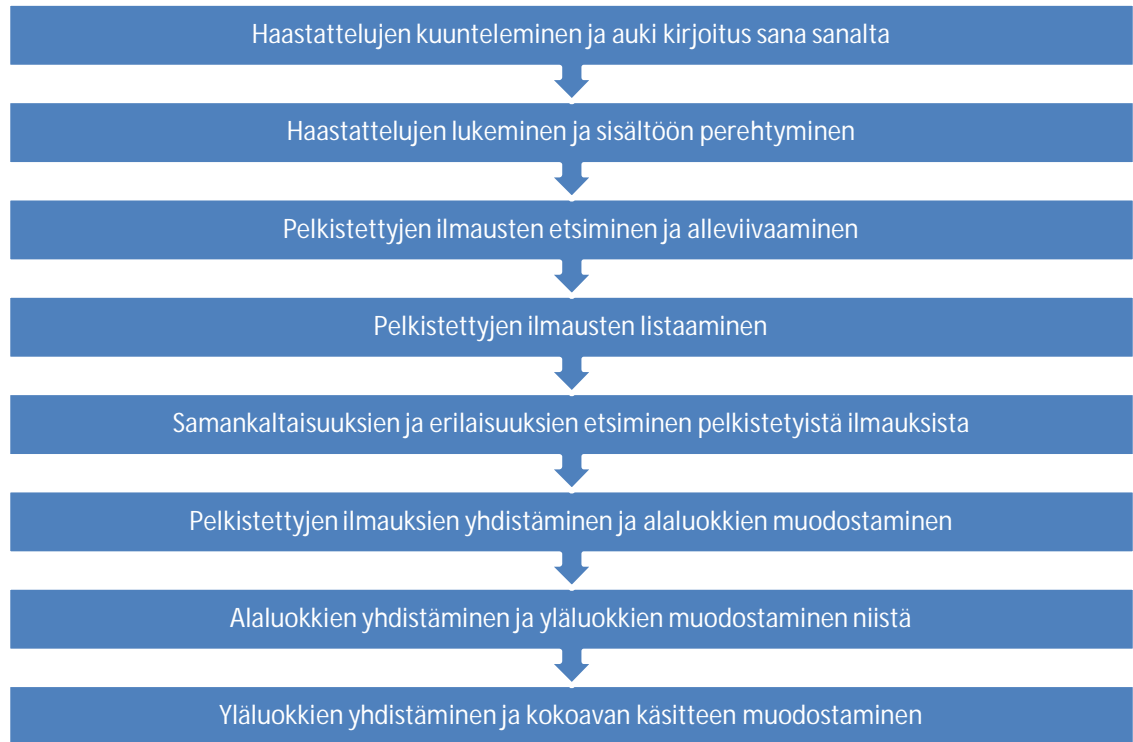 Haastattelujen kuunteleminen ja auki kirjoitus sana sanalta
Haastattelujen lukeminen ja sisältöön perehtyminen
Pelkistettyjen ilmausten etsiminen ja alleviivaaminen
Pelkistettyjen ilmausten listaaminen
Samankaltaisuuksien ja erilaisuuksien etsiminen pelkistetyistä ilmauksista
Pelkistettyjen ilmauksien yhdistäminen ja alaluokkien muodostaminen
Alaluokkien yhdistäminen ja yläluokkien muodostaminen niistä
Yläluokkien yhdistäminen ja kokoavan käsitteen muodostaminen